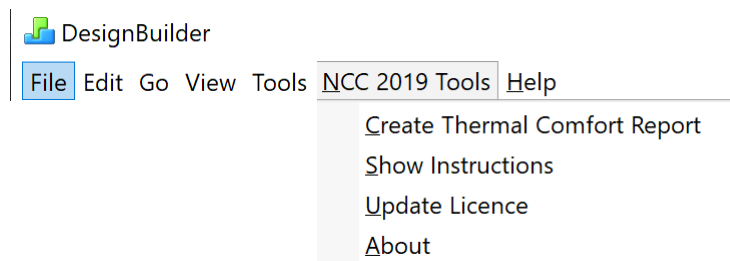 DesignBuilder
File Edit Go View Tools NCC 2019 Tools Help
Create Thermal Comfort Report
Show Instructions
Update Licence
About